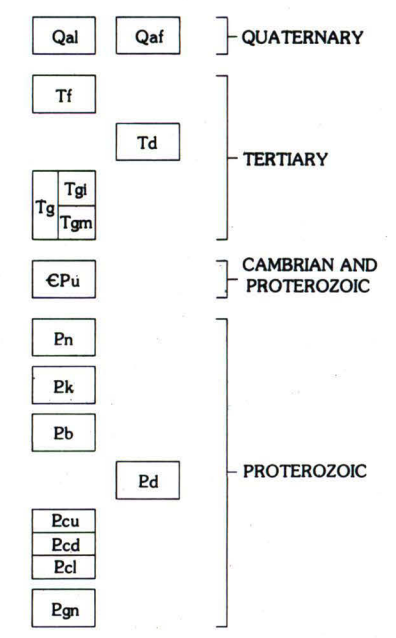 Qal Qaf QUATERNARY
Tf
Td
TERTIARY
Tg Tgi
Tgm
ЄPu CAMBRIAN AND
PROTEROZOIC
Pn
Pk
Pb
Pd PROTEROZOIC
Pcu
Pcd
Pcl
Pgn